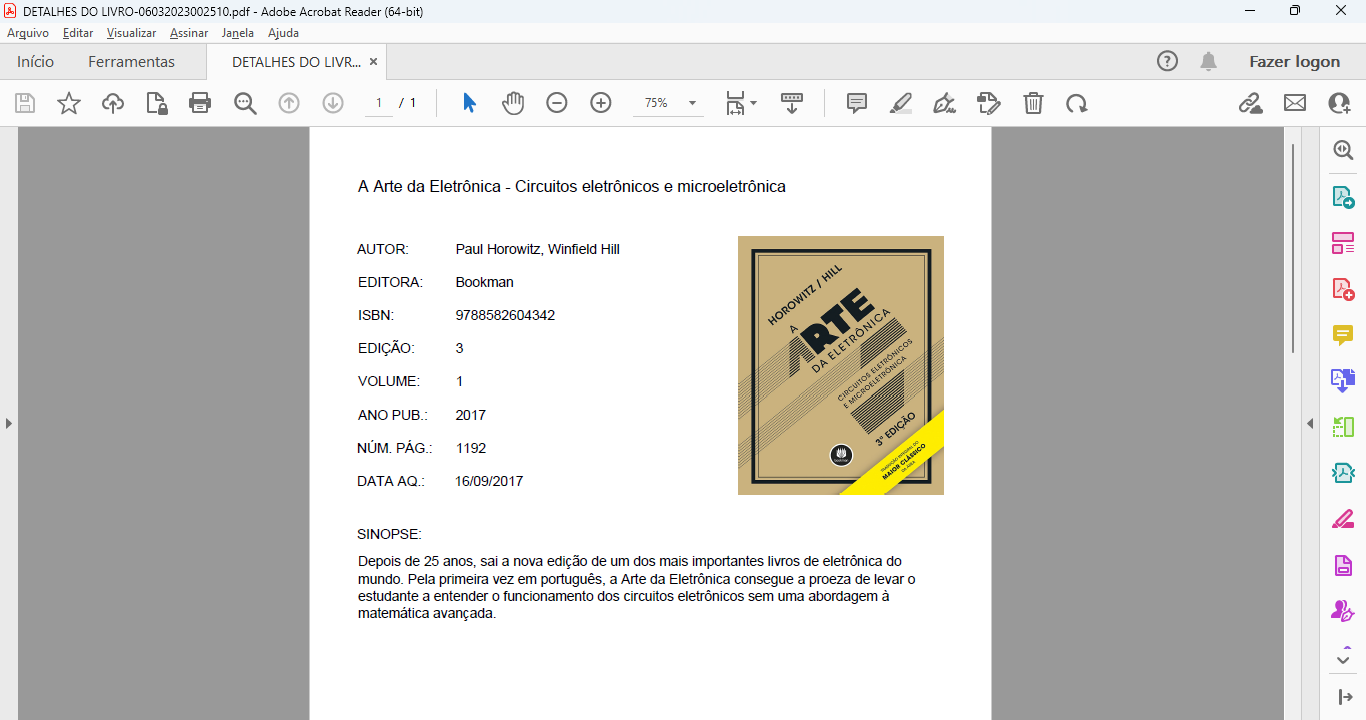 DETALHES DO LIVRO-06032023002510.pdf - Adobe Acrobat Reader (64-bit)
Arquivo Editar Visualizar Assinar Janela Ajuda
Início Ferramentas DETALHES DO LIVR... × Fazer logon
1 / 1 75%
A Arte da Eletrônica - Circuitos eletrônicos e microeletrônica
AUTOR: Paul Horowitz, Winfield Hill
EDITORA: Bookman
ISBN: 9788582604342
EDIÇÃO: 3
VOLUME: 1
ANO PUB.: 2017
NÚM. PÁG.: 1192
DATA AQ.: 16/09/2017
HOROWITZ / HILL
A ARTE
DA ELETRÔNICA
CIRCUITOS ELETRÔNICOS
E MICROELETRÔNICA
3ª EDIÇÃO
MAIOR CLÁSSICO
DA ÁREA
SINOPSE:
Depois de 25 anos, sai a nova edição de um dos mais importantes livros de eletrônica do
mundo. Pela primeira vez em português, a Arte da Eletrônica consegue a proeza de levar o
estudante a entender o funcionamento dos circuitos eletrônicos sem uma abordagem à
matemática avançada.